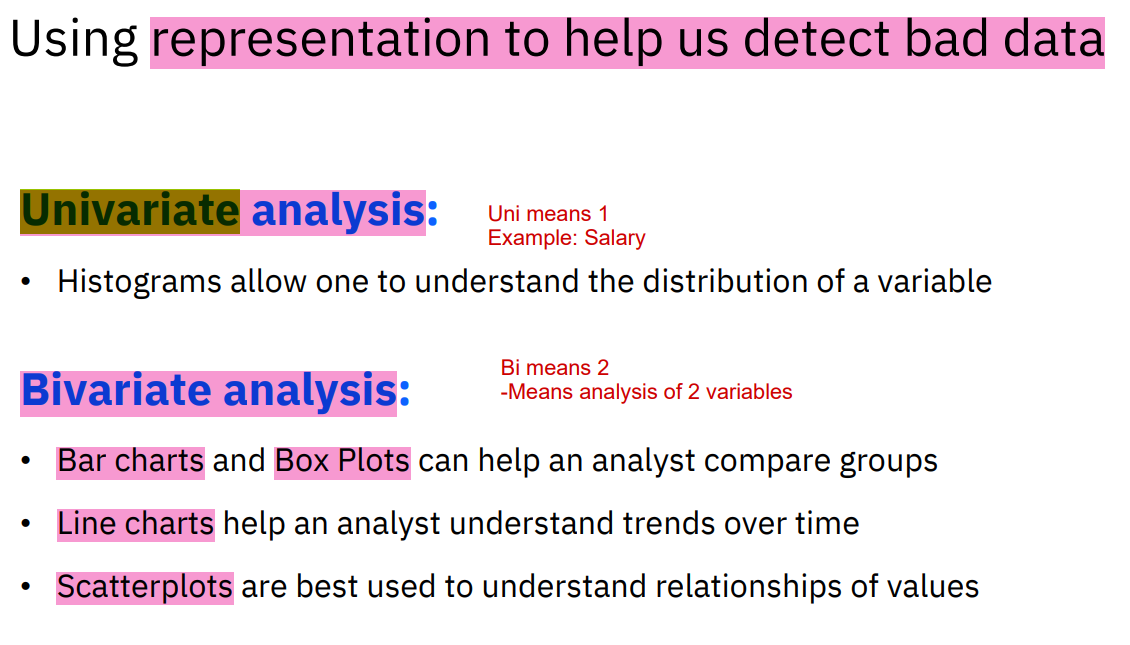 Using representation to help us detect bad data
Univariate analysis:
Uni means 1
Example: Salary
• Histograms allow one to understand the distribution of a variable
Bivariate analysis:
Bi means 2
-Means analysis of 2 variables
• Bar charts and Box Plots can help an analyst compare groups
• Line charts help an analyst understand trends over time
• Scatterplots are best used to understand relationships of values